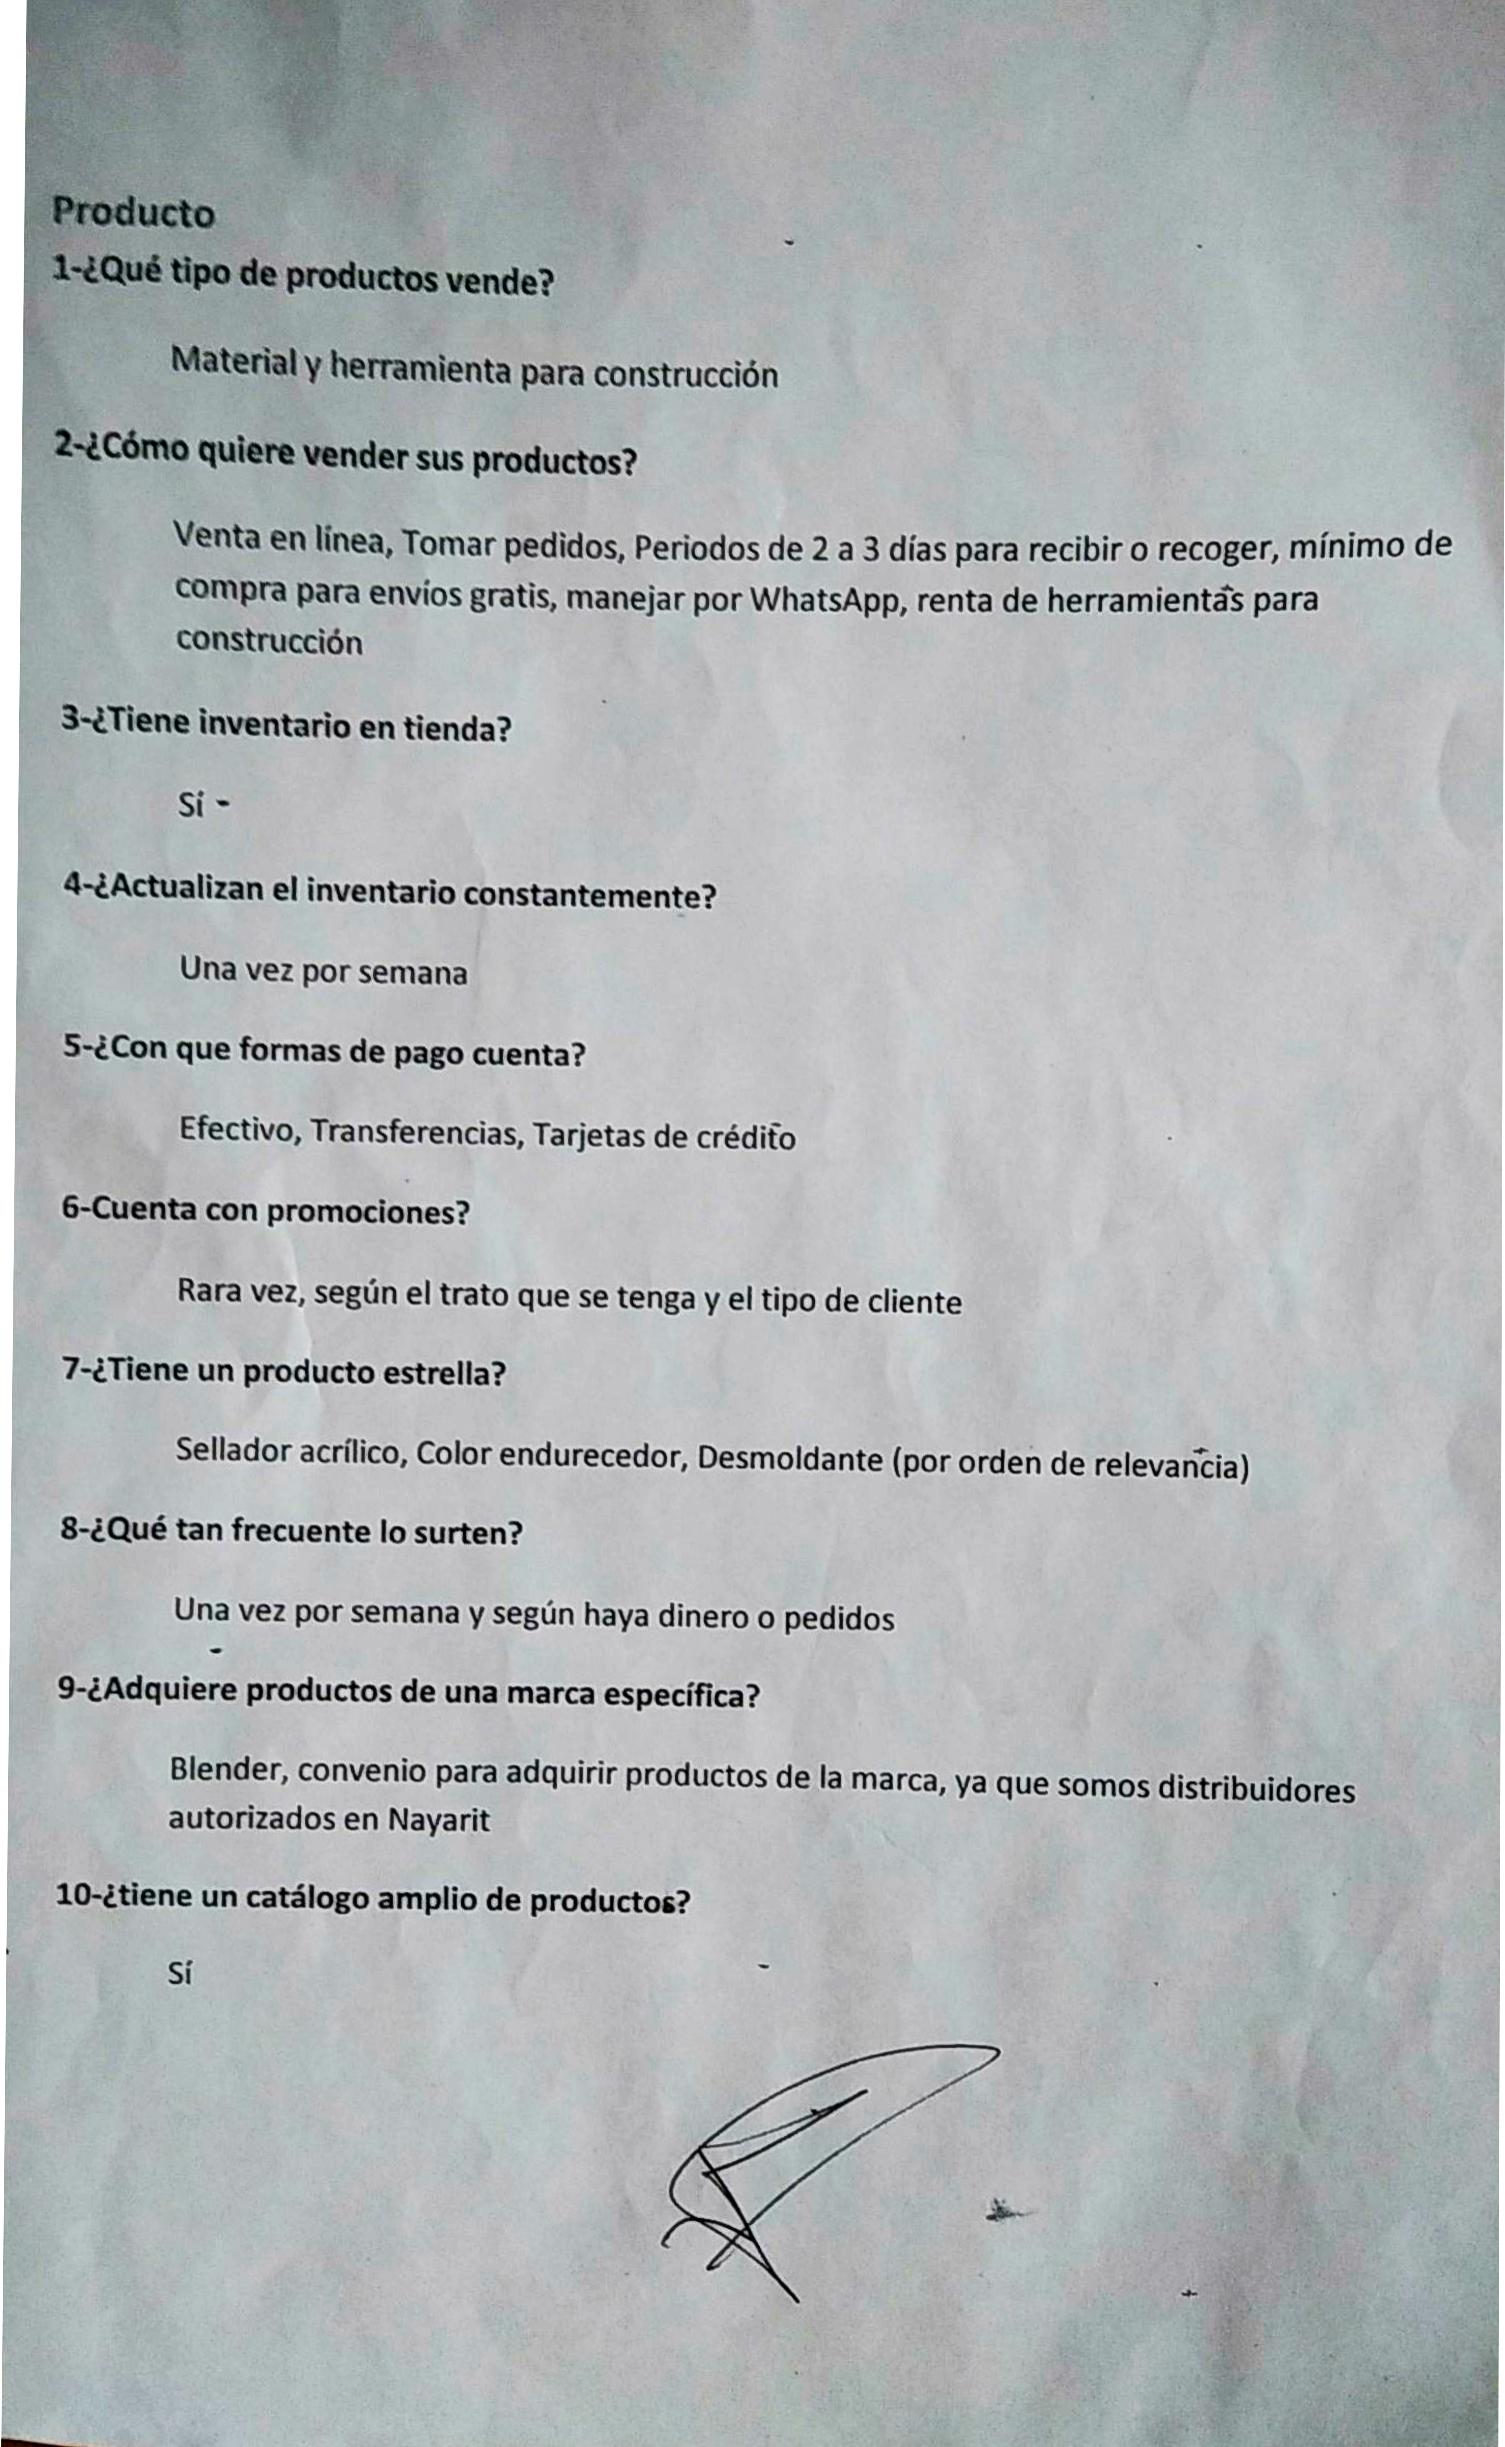 Producto
1-¿Qué tipo de productos vende?
Material y herramienta para construcción
2-¿Cómo quiere vender sus productos?
Venta en línea, Tomar pedidos, Periodos de 2 a 3 días para recibir o recoger, mínimo de
compra para envíos gratis, manejar por WhatsApp, renta de herramientas para
construcción
3-¿Tiene inventario en tienda?
Sí -
4-¿Actualizan el inventario constantemente?
Una vez por semana
5-¿Con que formas de pago cuenta?
Efectivo, Transferencias, Tarjetas de crédito
6-Cuenta con promociones?
Rara vez, según el trato que se tenga y el tipo de cliente
7-¿Tiene un producto estrella?
Sellador acrílico, Color endurecedor, Desmoldante (por orden de relevancia)
8-¿Qué tan frecuente lo surten?
Una vez por semana y según haya dinero o pedidos
9-¿Adquiere productos de una marca específica?
Blender, convenio para adquirir productos de la marca, ya que somos distribuidores
autorizados en Nayarit
10-¿tiene un catálogo amplio de productos?
Sí